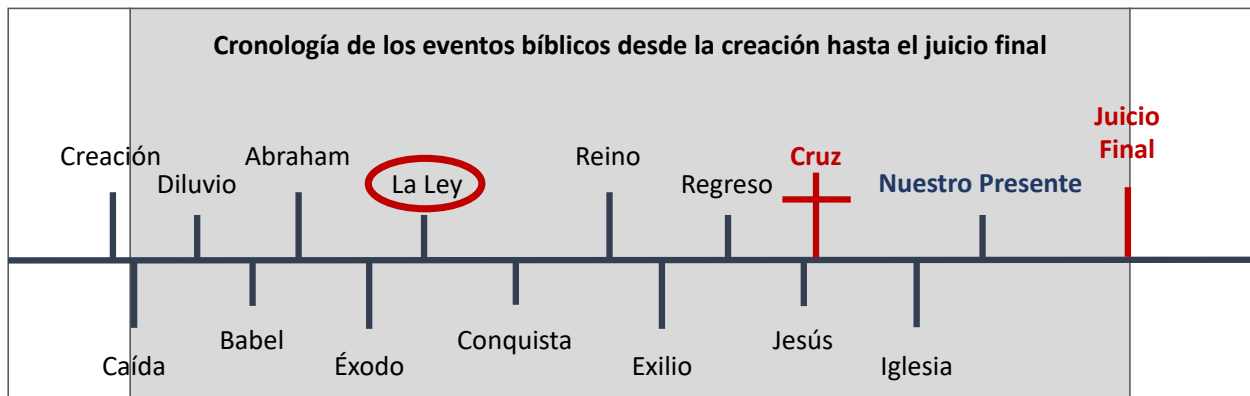 Cronología de los eventos bíblicos desde la creación hasta el juicio final
Juicio
Final
Creación
Abraham
Reino
Cruz
Diluvio
La Ley
Regreso
Nuestro Presente
Babel
Conquista
Jesús
Caída
Éxodo
Exilio
Iglesia